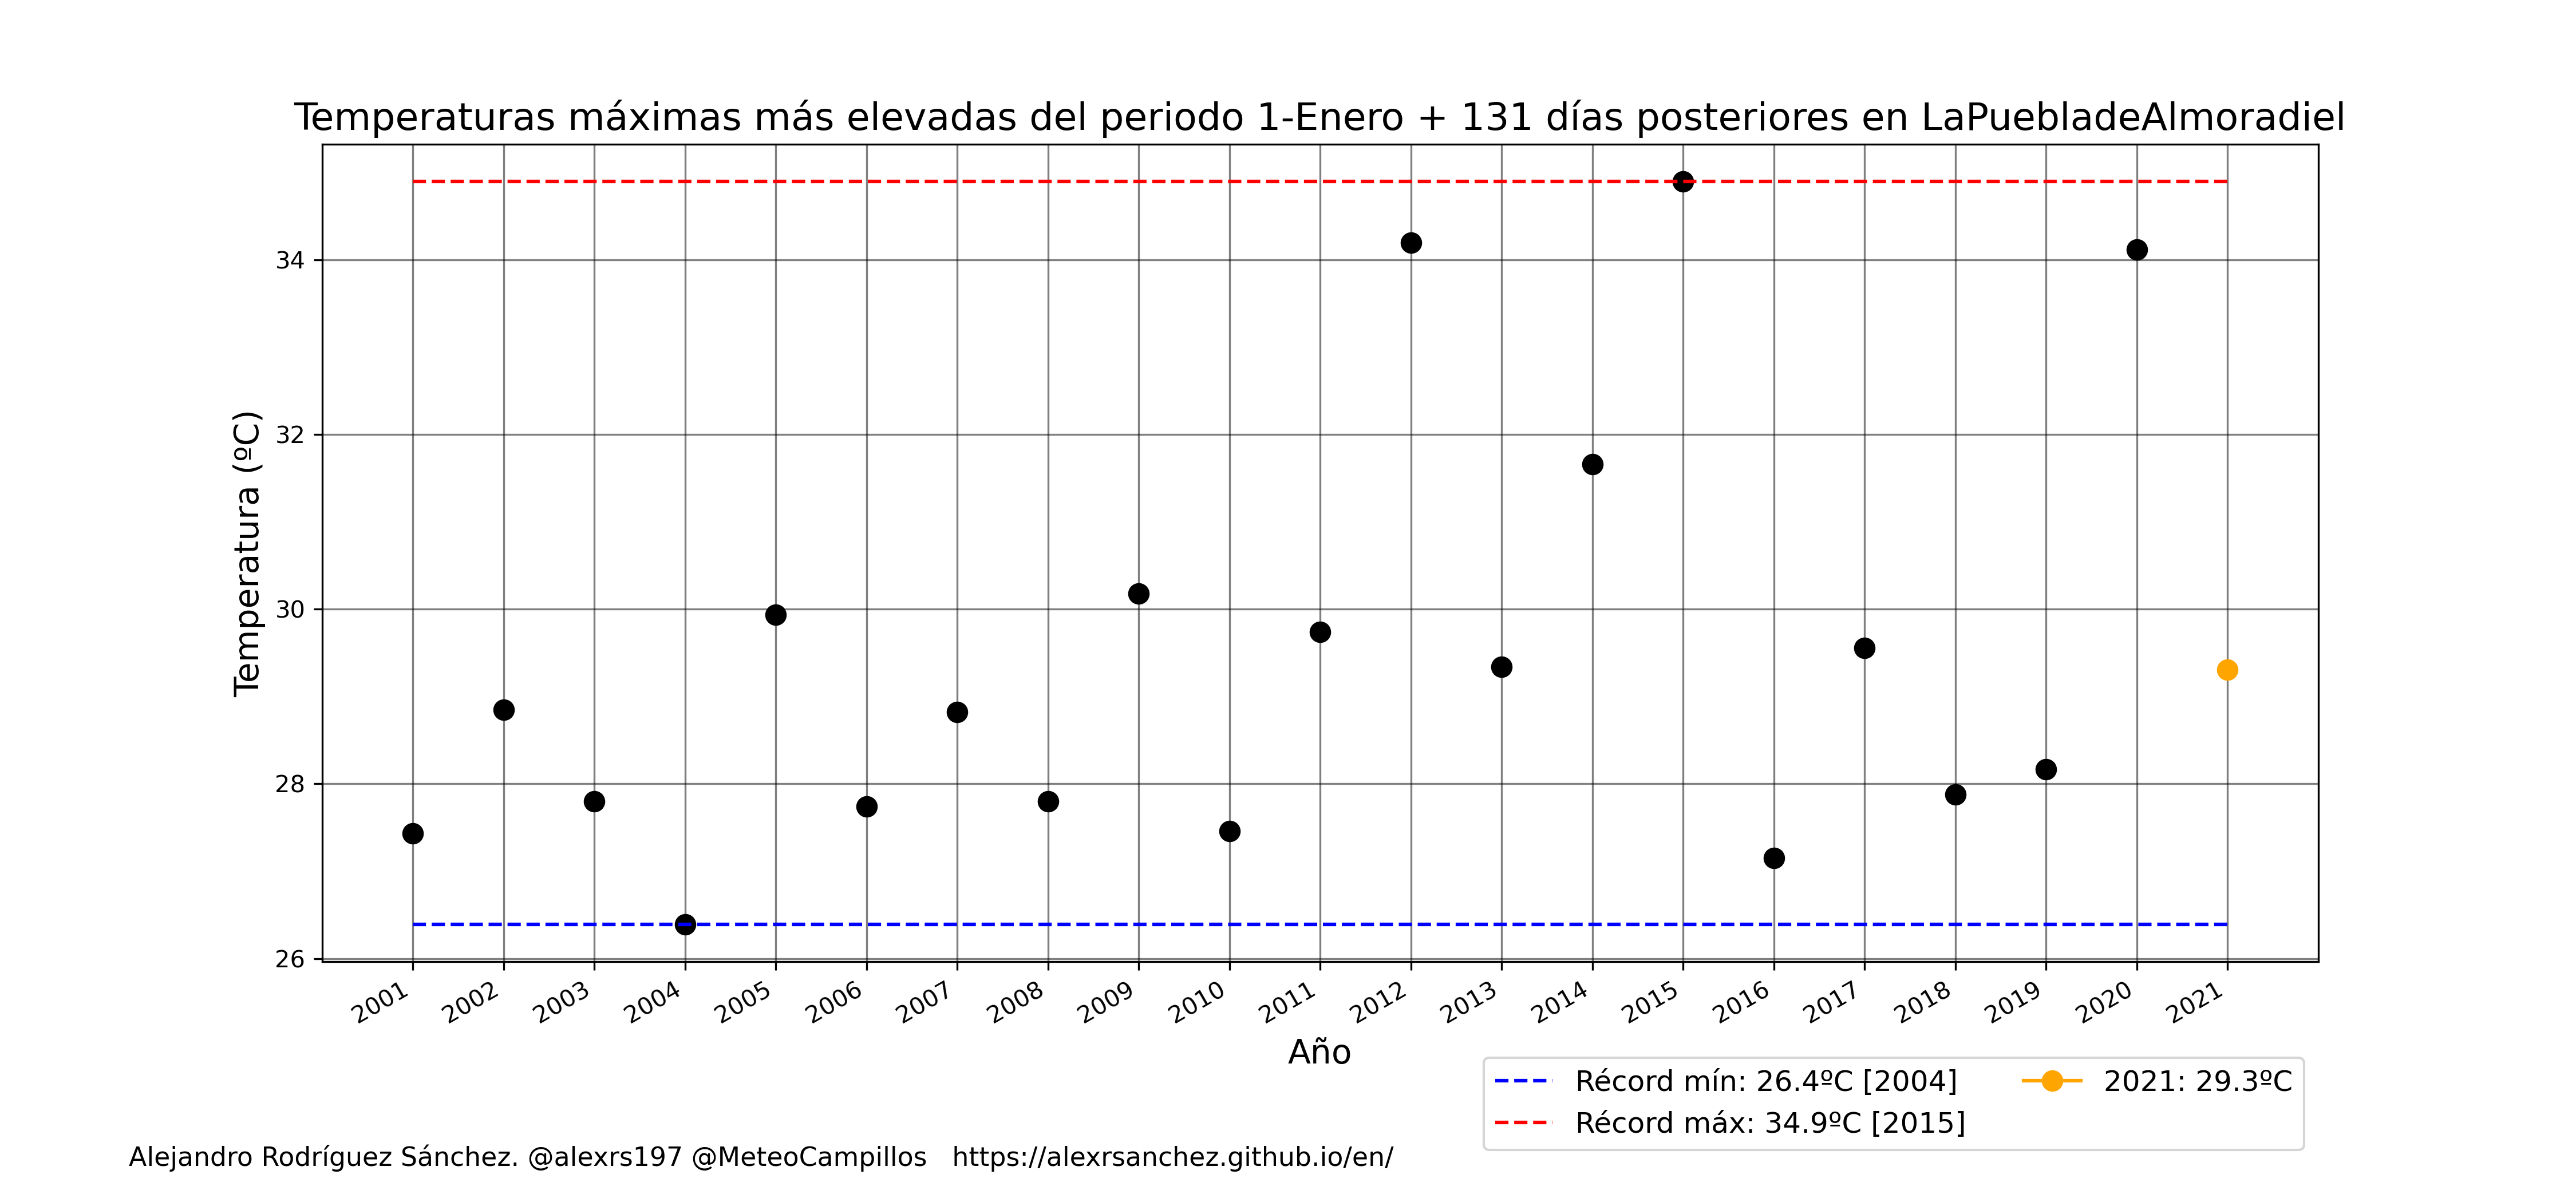 Temperaturas máximas más elevadas del periodo 1-Enero + 131 días posteriores en LaPuebladeAlmoradiel
Temperatura (ºC)
34
32
30
28
26
2001 2002 2003 2004 2005 2006 2007 2008 2009 2010 2011 2012 2013 2014 2015 2016 2017 2018 2019 2020 2021
Año
Récord mín: 26.4ºC [2004]
Récord máx: 34.9ºC [2015]
2021: 29.3ºC
Alejandro Rodríguez Sánchez. @alexrs197 @MeteoCampillos https://alexrsanchez.github.io/en/